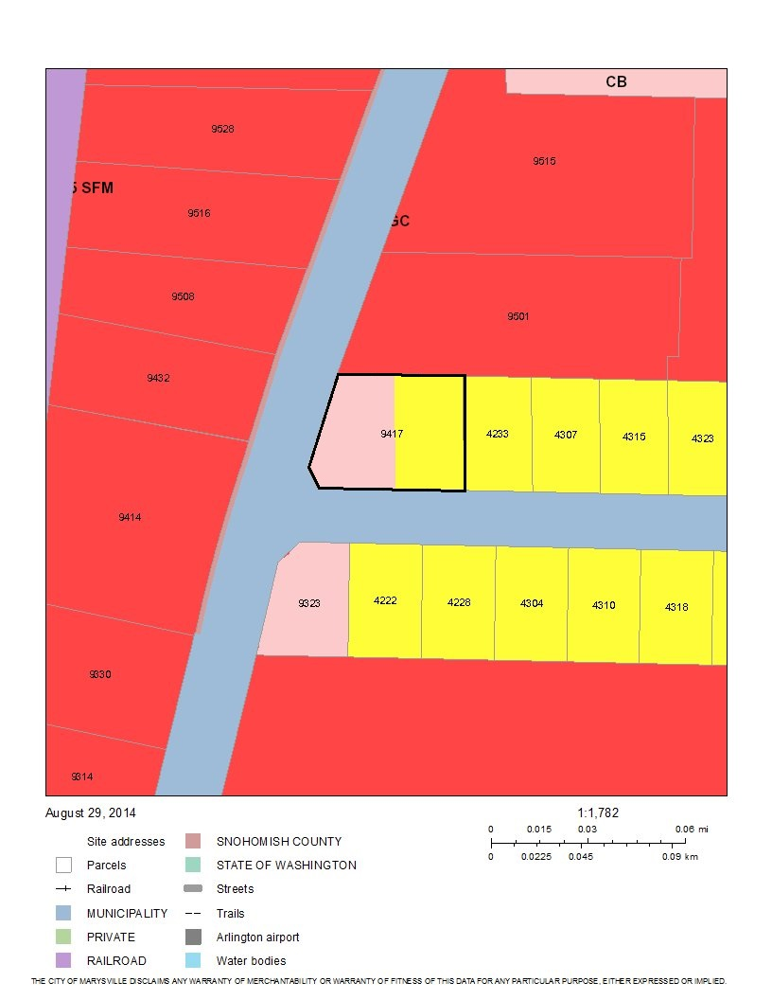 CB
9528
9515
5 SFM
9516
GC
9508
9501
9432
9417
4233
4307
4315
4323
9414
9323
4222
4228
4304
4310
4318
9330
9314
August 29, 2014
1:1,782
0 0.015 0.03 0.06 mi
0 0.0225 0.045 0.09 km
Site addresses
Parcels
Railroad
MUNICIPALITY
PRIVATE
RAILROAD
SNOHOMISH COUNTY
STATE OF WASHINGTON
Streets
Trails
Arlington airport
Water bodies
THE CITY OF MARYSVILLE DISCLAIMS ANY WARRANTY OF MERCHANTABILITY OR WARRANTY OF FITNESS OF THIS DATA FOR ANY PARTICULAR PURPOSE, EITHER EXPRESSED OR IMPLIED.